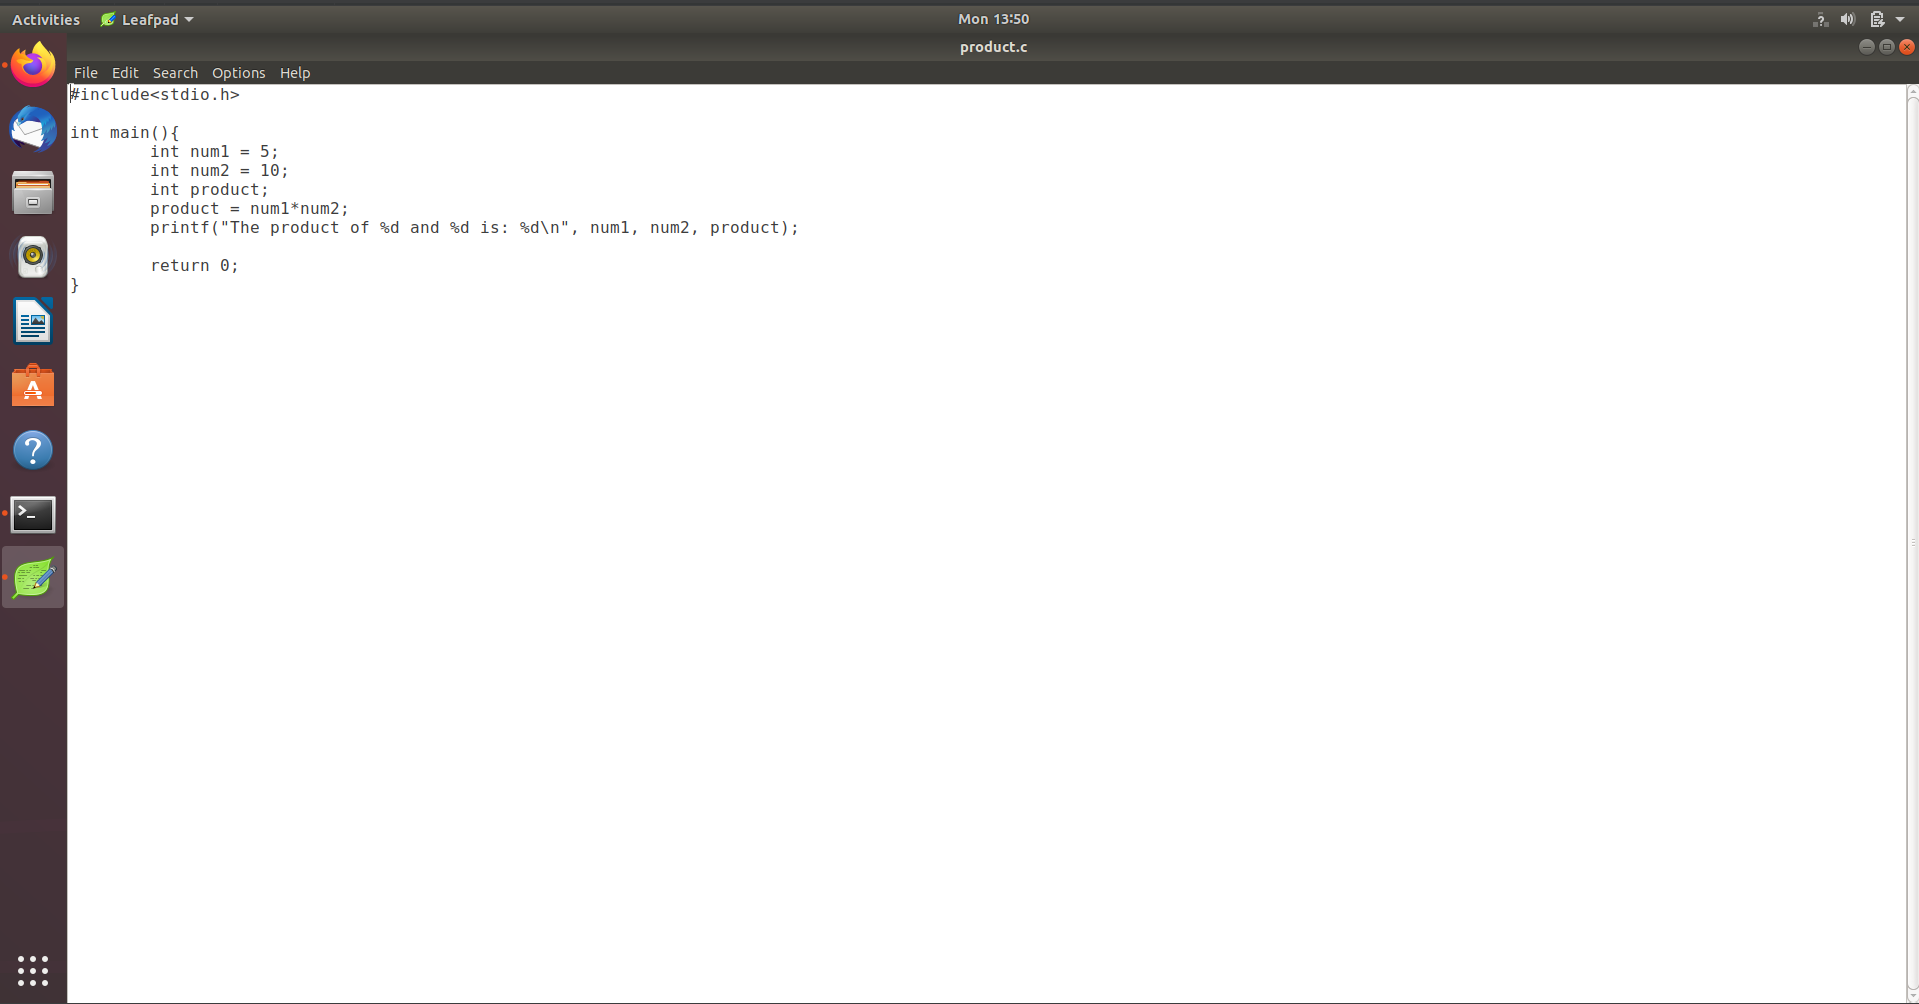 Activities Leafpad Mon 13:50
product.c
File Edit Search Options Help
#include<stdio.h>
int main(){
        int num1 = 5;
        int num2 = 10;
        int product;
        product = num1*num2;
        printf("The product of %d and %d is: %d\n", num1, num2, product);
        return 0;
}